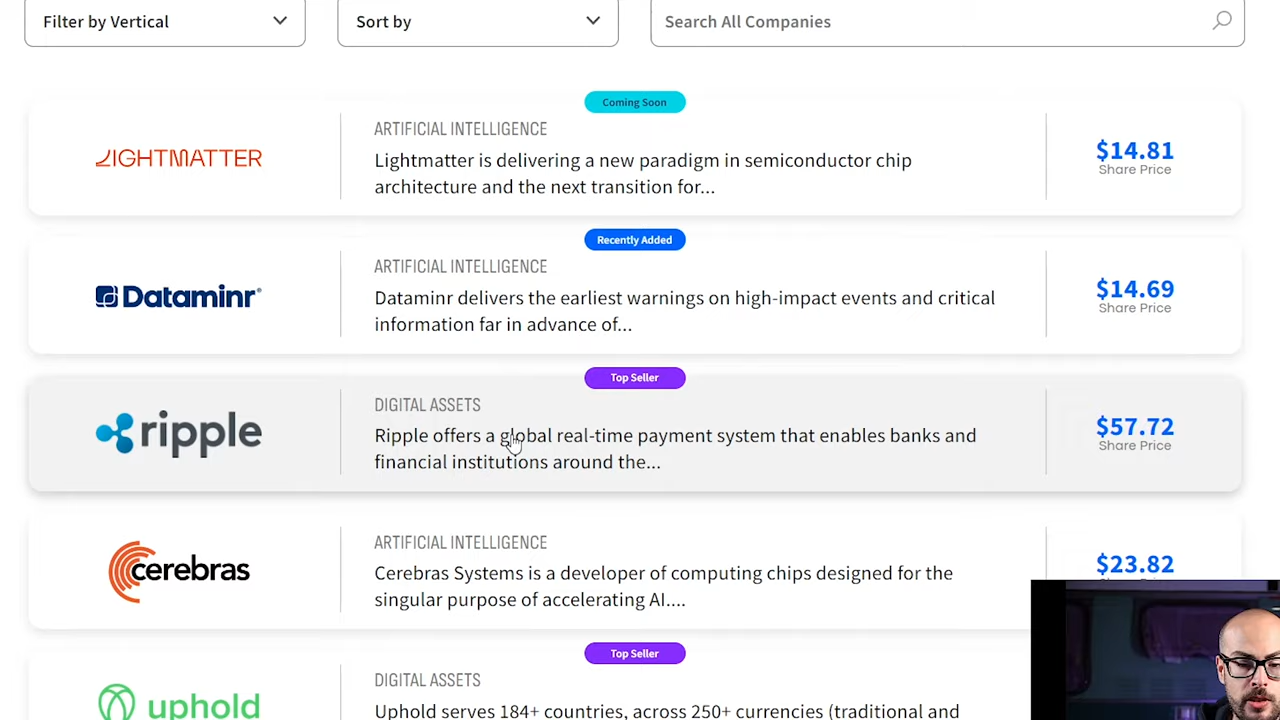 Filter by Vertical
Sort by
Search All Companies
Coming Soon
LIGHTMATTER
ARTIFICIAL INTELLIGENCE
Lightmatter is delivering a new paradigm in semiconductor chip
architecture and the next transition for...
$14.81
Share Price
Recently Added
Dataminr
ARTIFICIAL INTELLIGENCE
Dataminr delivers the earliest warnings on high-impact events and critical
information far in advance of...
$14.69
Share Price
Top Seller
ripple
DIGITAL ASSETS
Ripple offers a global real-time payment system that enables banks and
financial institutions around the...
$57.72
Share Price
cerebras
ARTIFICIAL INTELLIGENCE
Cerebras Systems is a developer of computing chips designed for the
singular purpose of accelerating AI....
$23.82
Top Seller
uphold
DIGITAL ASSETS
Uphold serves 184+ countries, across 250+ currencies (traditional and